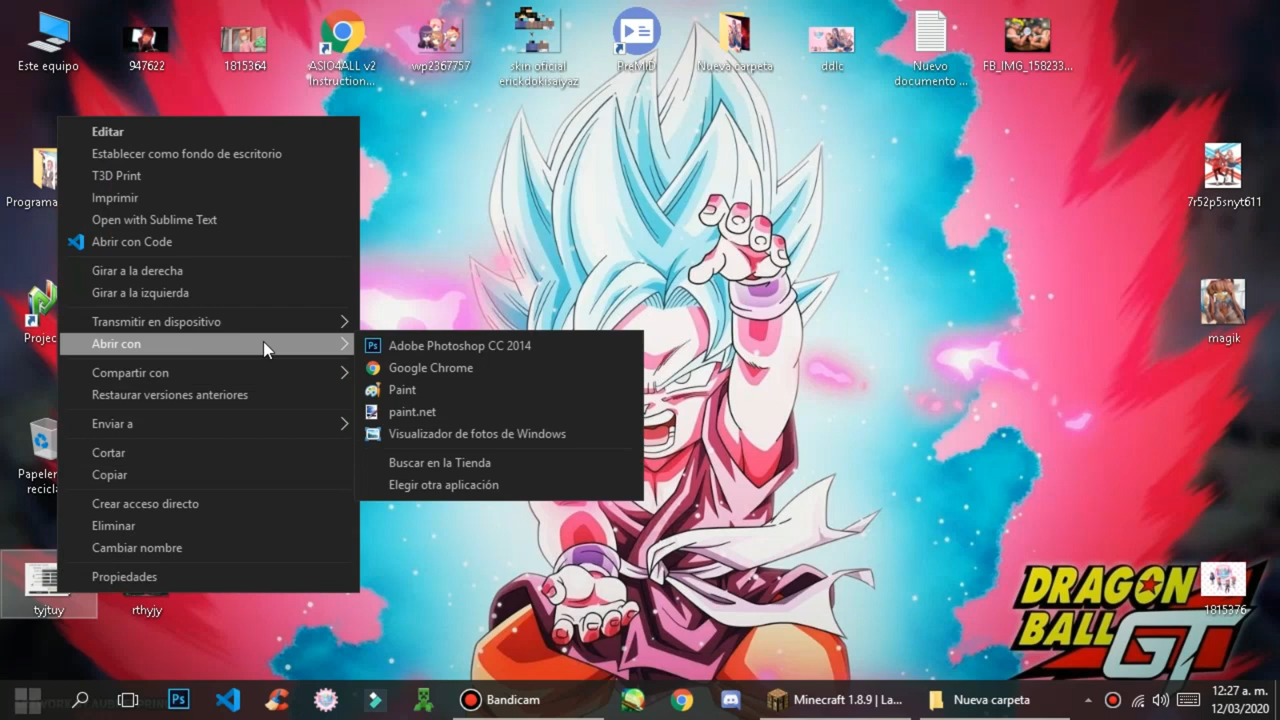 Este equipo
947622
1815364
ASIO4ALL v2
Instruction...
wp2367757
skin oficial
erickdokisaiyaz
PreMiD
Nueva carpeta
ddlc
Nuevo
documento ...
FB_IMG_158233...
Programa
Projec
Papeler
recicla
tyjtuy
rthyjy
7r52p5snyt611
magik
1815376
Editar
Establecer como fondo de escritorio
T3D Print
Imprimir
Open with Sublime Text
Abrir con Code
Girar a la derecha
Girar a la izquierda
Transmitir en dispositivo
Abrir con
Compartir con
Restaurar versiones anteriores
Enviar a
Cortar
Copiar
Crear acceso directo
Eliminar
Cambiar nombre
Propiedades
Ps Adobe Photoshop CC 2014
Google Chrome
Paint
paint.net
Visualizador de fotos de Windows
Buscar en la Tienda
Elegir otra aplicación
DRAGON
BALL
GT
Ps
Bandicam
Minecraft 1.8.9 | La...
Nueva carpeta
12:27 a. m.
12/03/2020